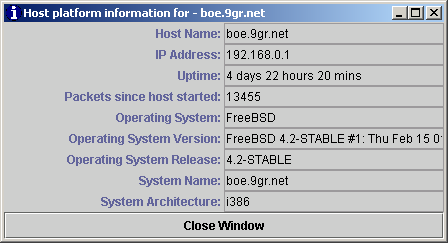 Host platform information for - boe.9gr.net
Host Name: boe.9gr.net
IP Address: 192.168.0.1
Uptime: 4 days 22 hours 20 mins
Packets since host started: 13455
Operating System: FreeBSD
Operating System Version: FreeBSD 4.2-STABLE #1: Thu Feb 15
Operating System Release: 4.2-STABLE
System Name: boe.9gr.net
System Architecture: i386
Close Window